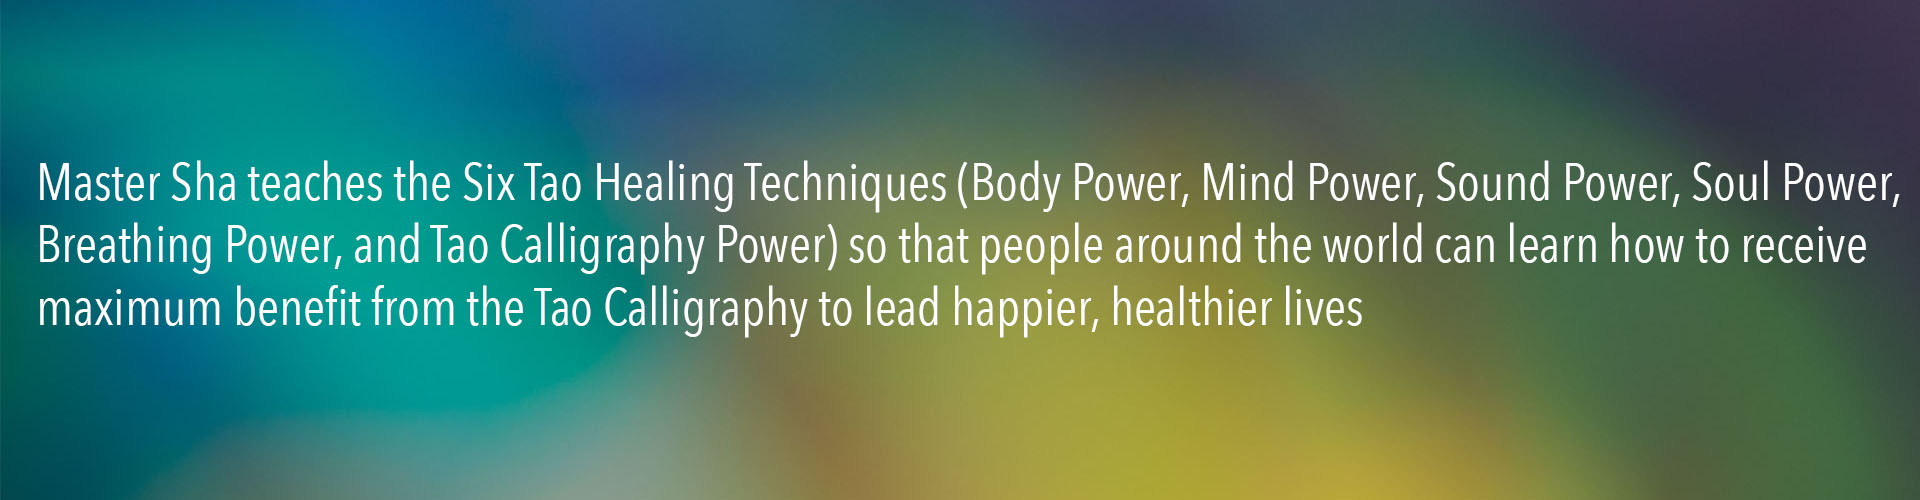 Master Sha teaches the Six Tao Healing Techniques (Body Power, Mind Power, Sound Power, Soul Power,
Breathing Power, and Tao Calligraphy Power) so that people around the world can learn how to receive
maximum benefit from the Tao Calligraphy to lead happier, healthier lives